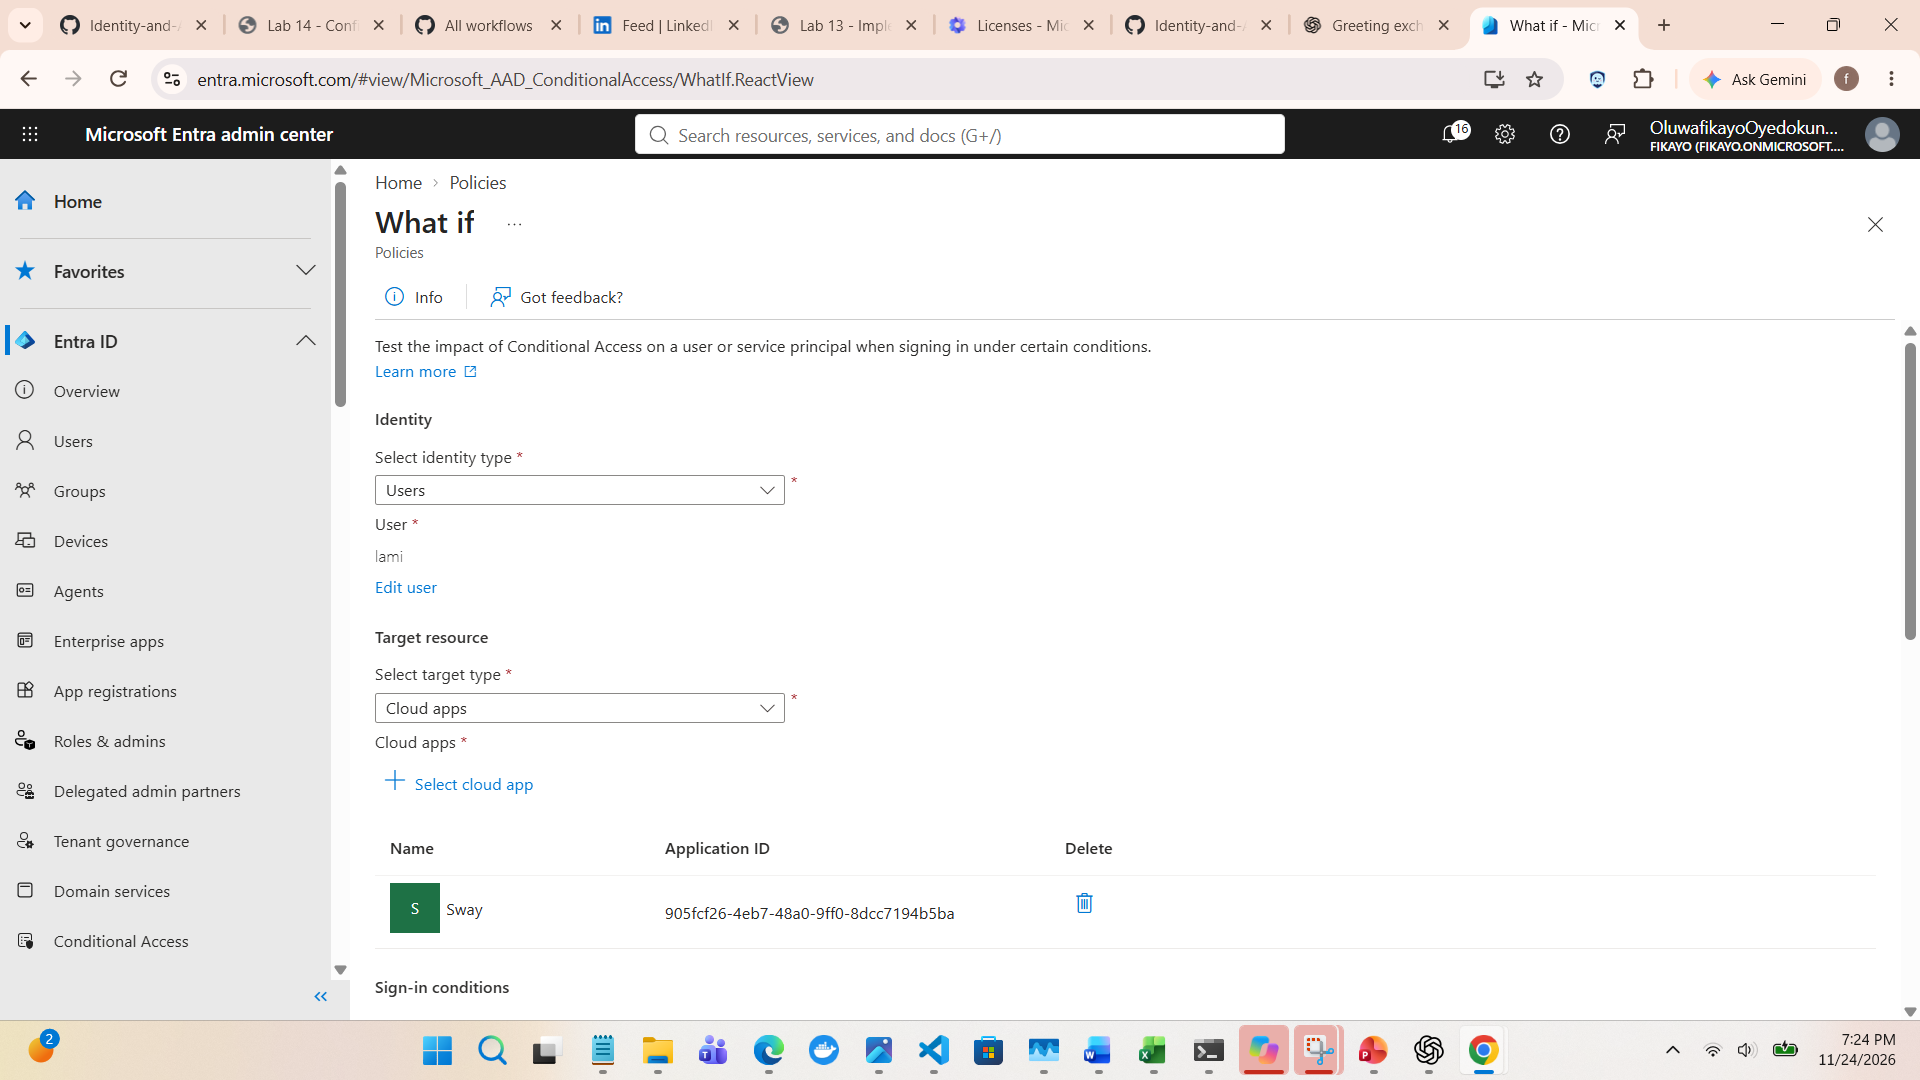 Identity-and-A
Lab 14 - Conf
All workflows
Feed | LinkedI
Lab 13 - Imple
Licenses - Mic
Identity-and-A
Greeting exch
What if - Micr
entra.microsoft.com/#view/Microsoft_AAD_ConditionalAccess/WhatIf.ReactView
Ask Gemini
f
Microsoft Entra admin center
Search resources, services, and docs (G+/)
16
OluwafikayoOyedokun...
FIKAYO (FIKAYO.ONMICROSOFT....
Home
Favorites
Entra ID
Overview
Users
Groups
Devices
Agents
Enterprise apps
App registrations
Roles & admins
Delegated admin partners
Tenant governance
Domain services
Conditional Access
Home > Policies
What if ...
Policies
Info
Got feedback?
Test the impact of Conditional Access on a user or service principal when signing in under certain conditions.
Learn more
Identity
Select identity type *
Users *
User *
lami
Edit user
Target resource
Select target type *
Cloud apps *
Cloud apps *
Select cloud app
Name Application ID Delete
S Sway 905fcf26-4eb7-48a0-9ff0-8dcc7194b5ba
Sign-in conditions
2
7:24 PM
11/24/2026